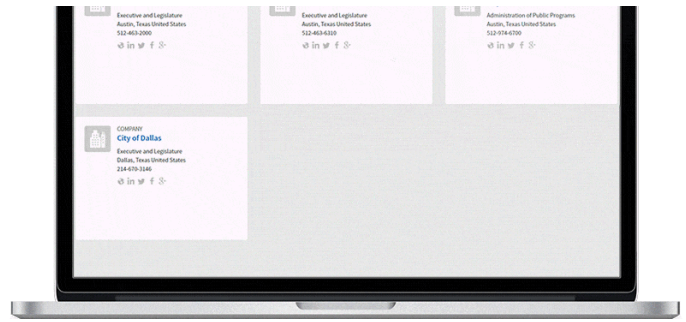 Executive and Legislature
Austin, Texas United States
512-463-2000
Executive and Legislature
Austin, Texas United States
512-463-6310
Administration of Public Programs
Austin, Texas United States
512-974-6700
COMPANY
City of Dallas
Executive and Legislature
Dallas, Texas United States
214-670-3146